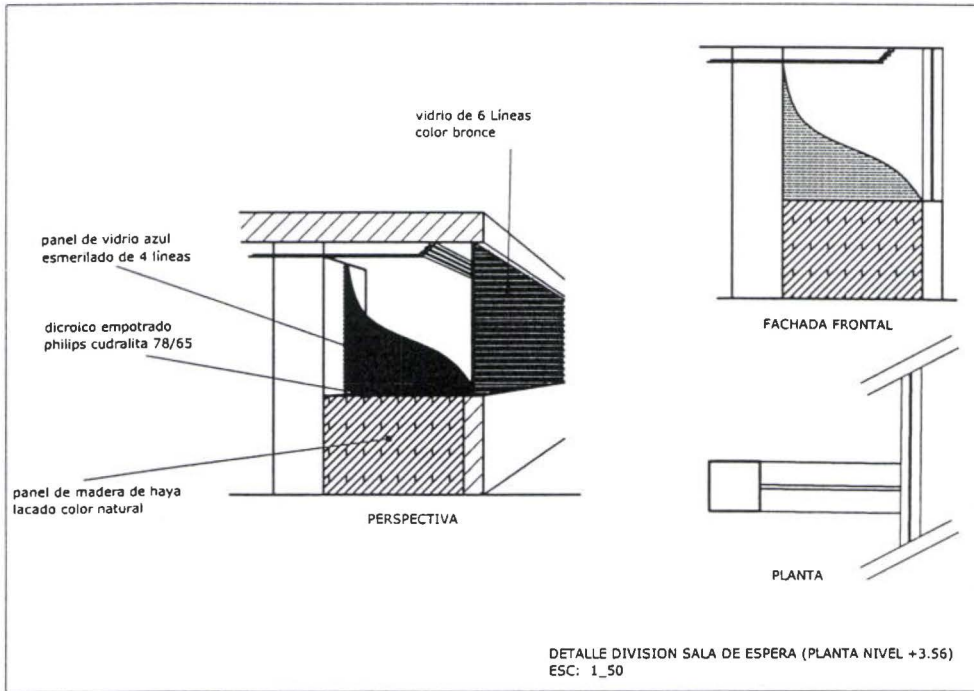 vidrio de 6 Líneas
color bronce
panel de vidrio azul
esmerilado de 4 líneas
dicroico empotrado
philips cudralita 78/65
panel de madera de haya
lacado color natural
PERSPECTIVA
FACHADA FRONTAL
PLANTA
DETALLE DIVISION SALA DE ESPERA (PLANTA NIVEL +3.56)
ESC: 1_50